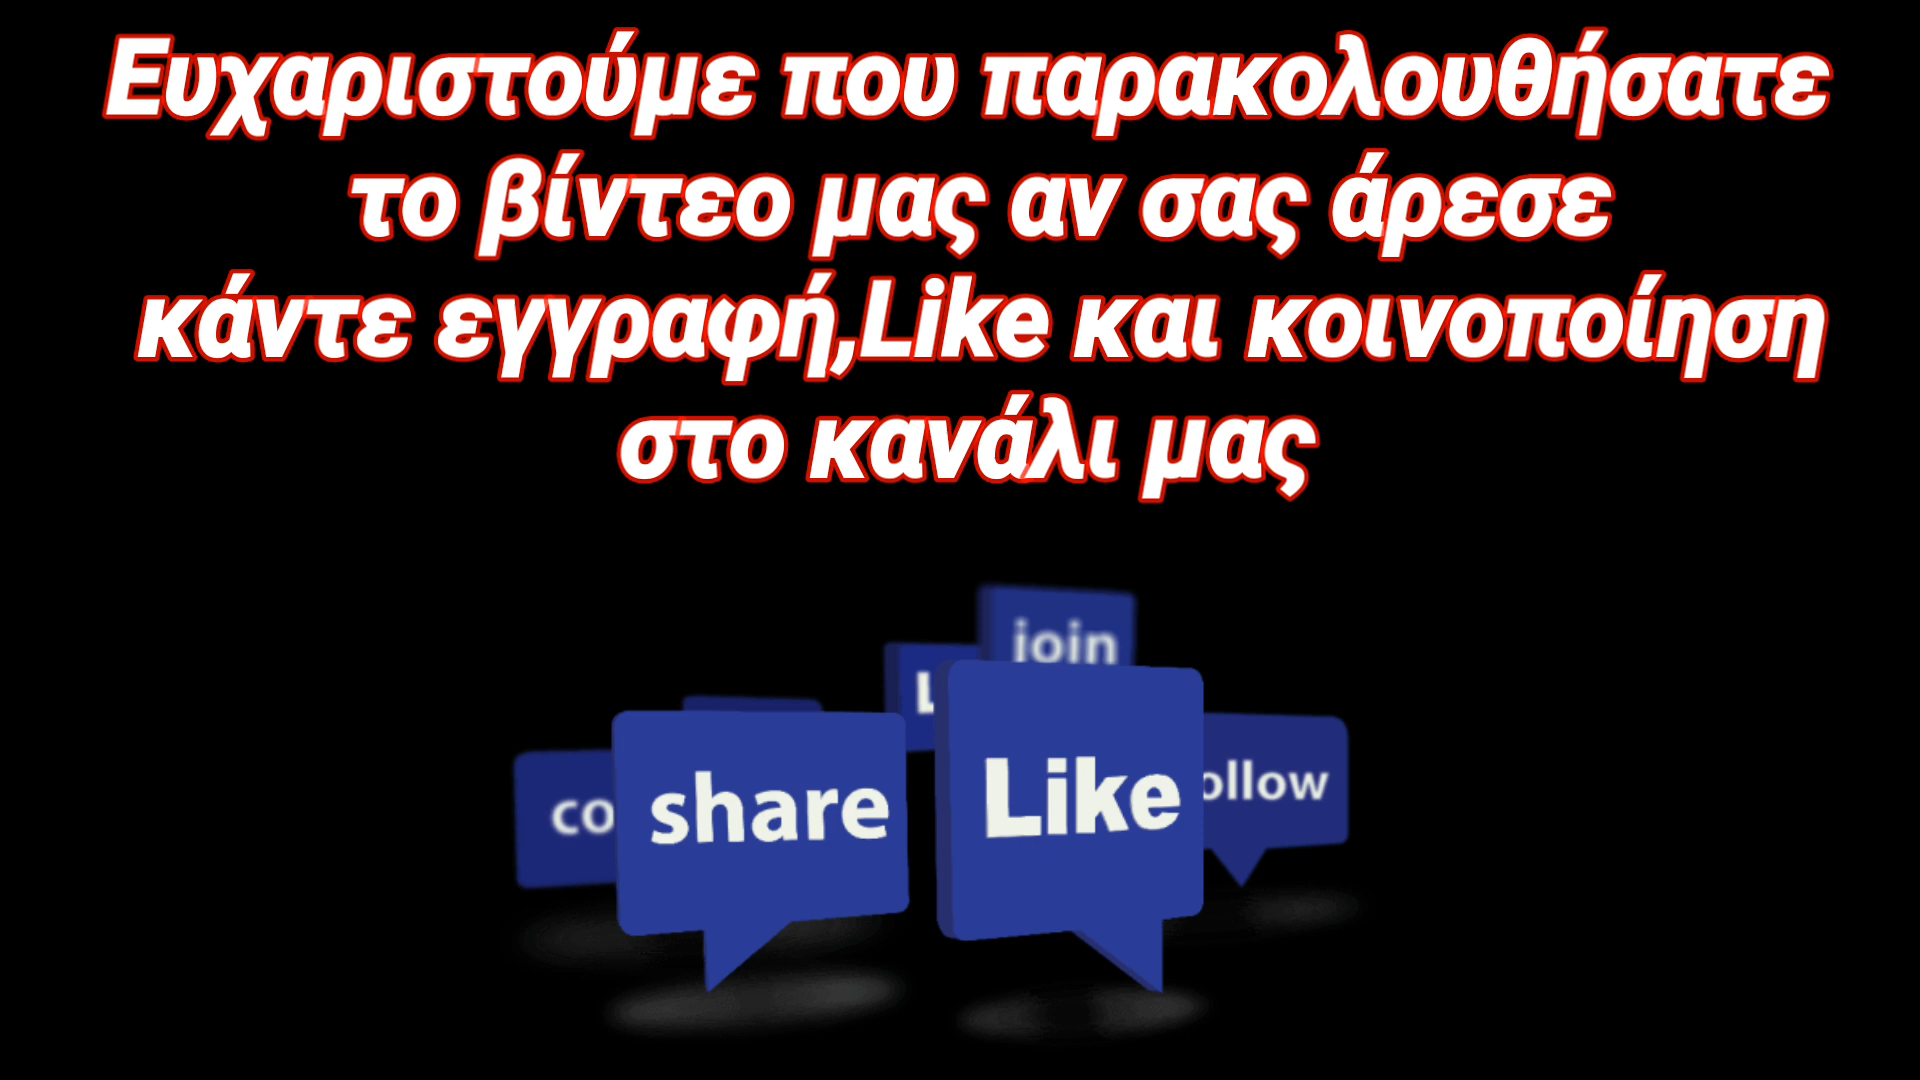 Ευχαριστούμε που παρακολουθήσατε
το βίντεο μας αν σας άρεσε
κάντε εγγραφή,Like και κοινοποίηση
στο κανάλι μας
join
share
Like